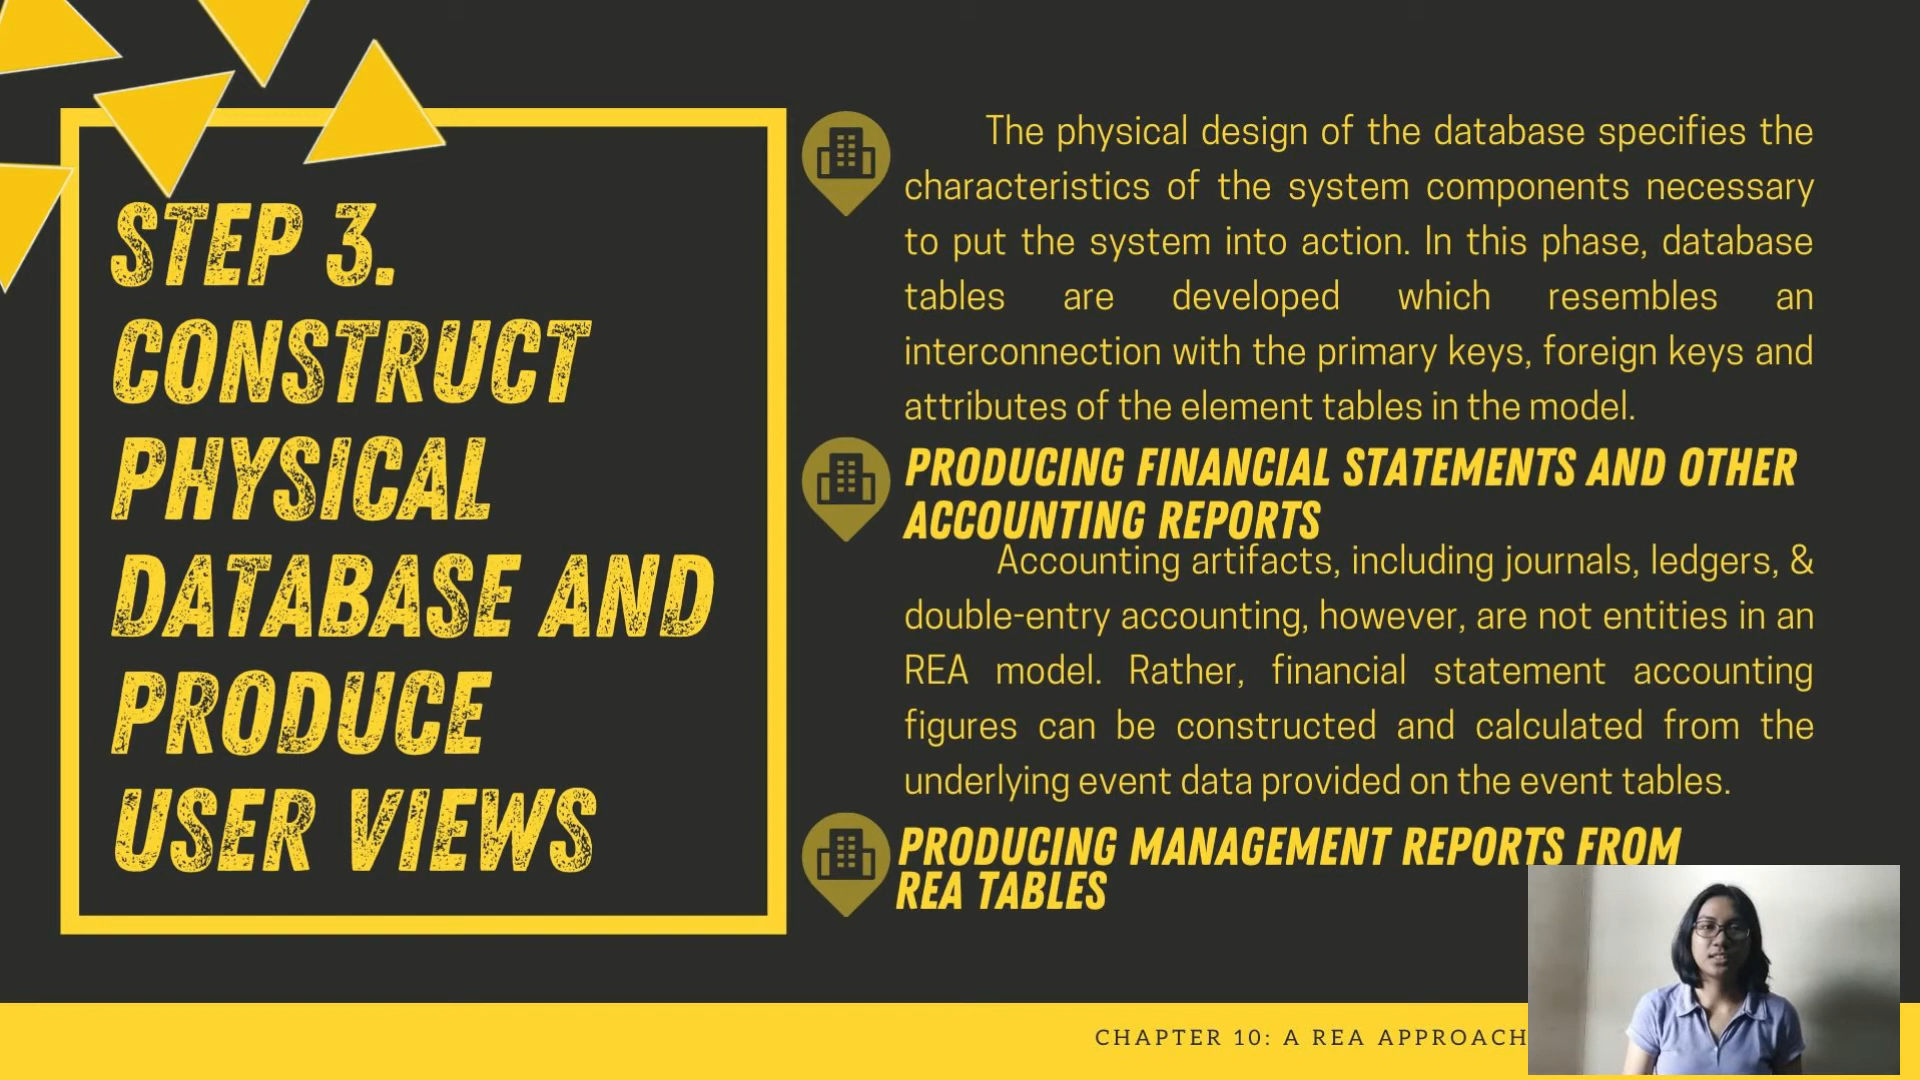 STEP 3.
CONSTRUCT
PHYSICAL
DATABASE AND
PRODUCE
USER VIEWS
The physical design of the database specifies the
characteristics of the system components necessary
to put the system into action. In this phase, database
tables are developed which resembles an
interconnection with the primary keys, foreign keys and
attributes of the element tables in the model.
PRODUCING FINANCIAL STATEMENTS AND OTHER
ACCOUNTING REPORTS
Accounting artifacts, including journals, ledgers, &
double-entry accounting, however, are not entities in an
REA model. Rather, financial statement accounting
figures can be constructed and calculated from the
underlying event data provided on the event tables.
PRODUCING MANAGEMENT REPORTS FROM
REA TABLES
CHAPTER 10: A REA APPROACH